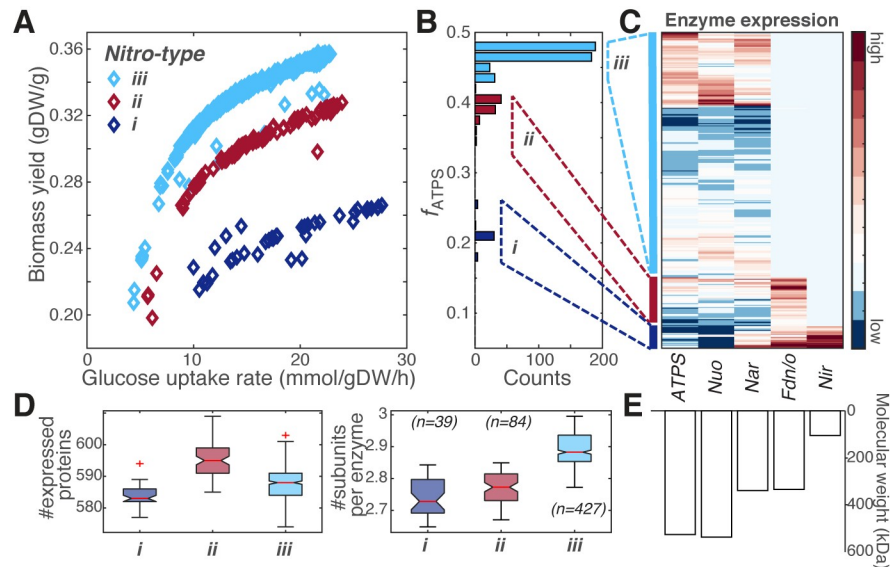 A
Nitro-type
iii
ii
i
0.36
0.32
0.28
0.24
0.20
Biomass yield (gDW/g)
0
10
20
30
Glucose uptake rate (mmol/gDW/h)
B
0.5
0.4
0.3
0.2
0.1
fATPS
0
100
200
Counts
iii
ii
i
C
Enzyme expression
high
low
ATPS
Nuo
Nar
Fdn/o
Nir
D
#expressed
proteins
600
580
i
ii
iii
#subunits
per enzyme
3
2.9
2.8
2.7
(n=39)
(n=84)
(n=427)
i
ii
iii
E
0
200
400
600
Molecular weight (kDa)